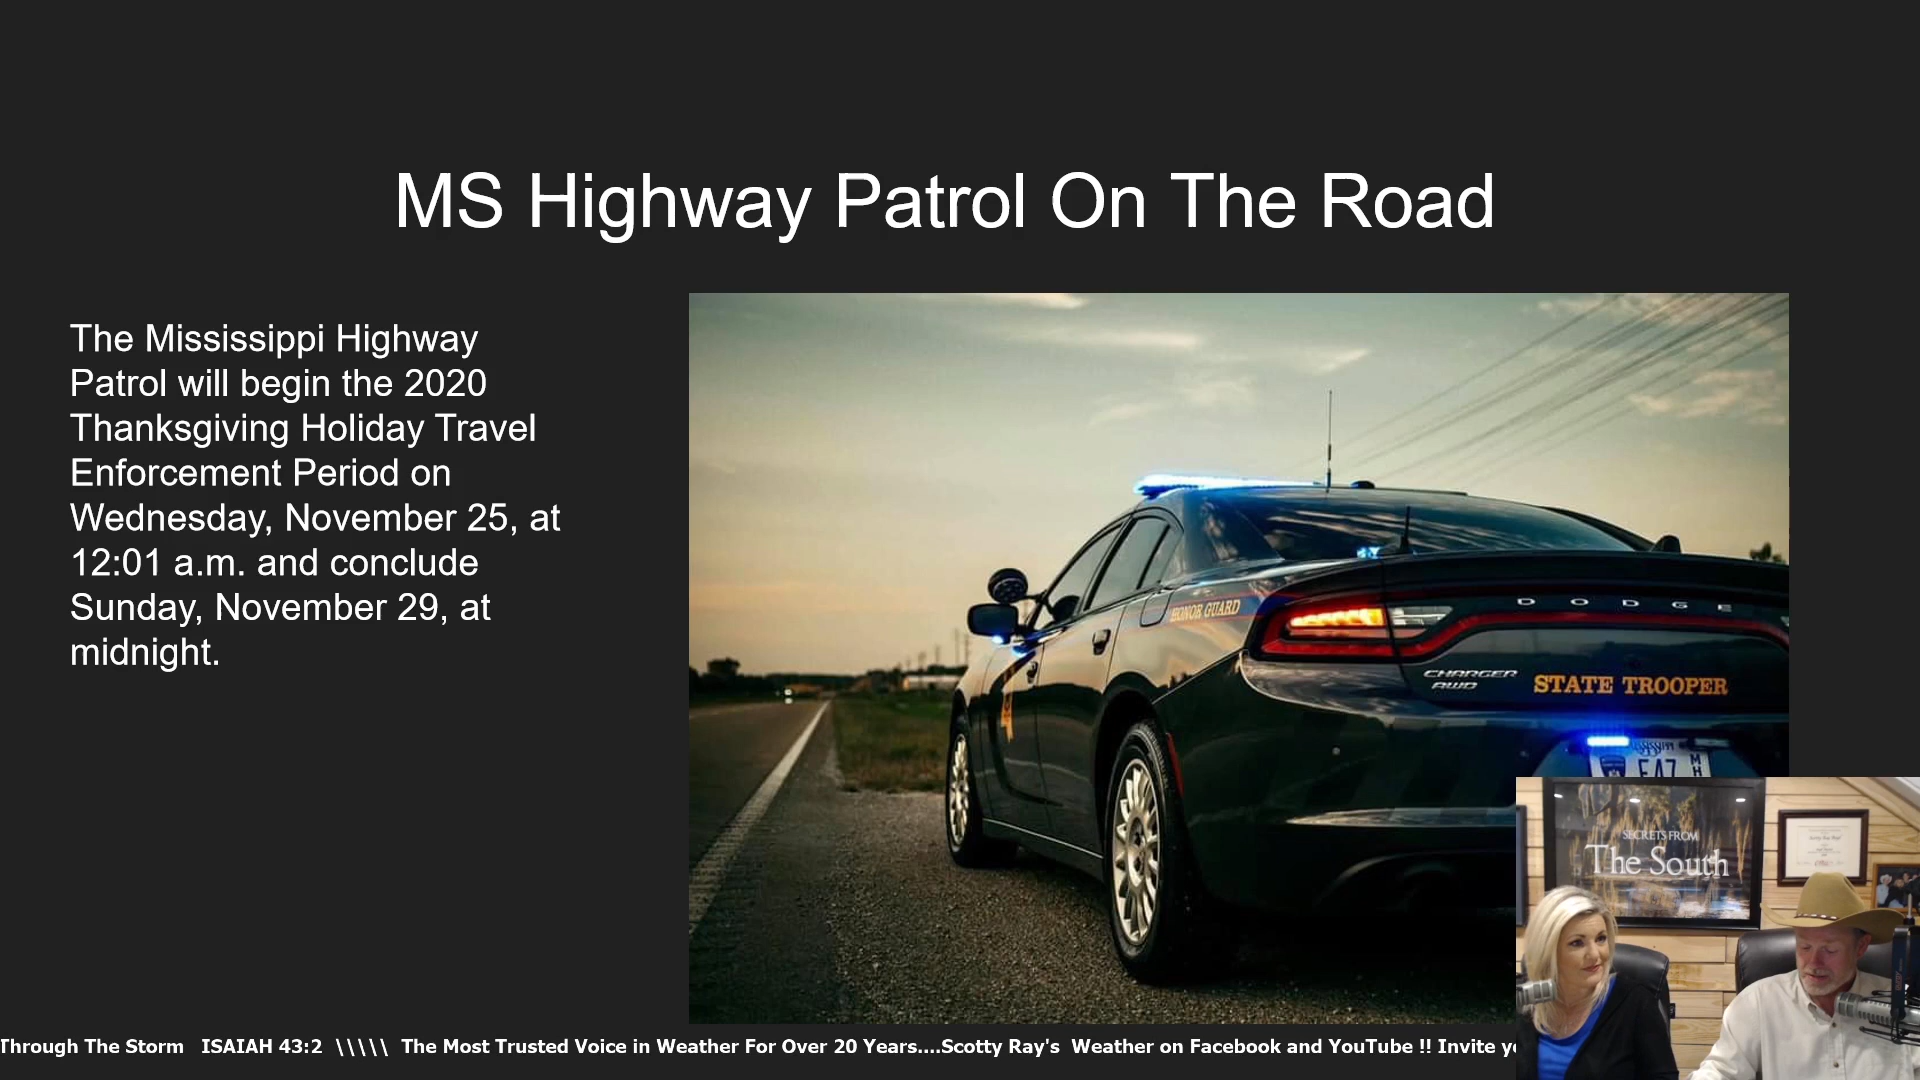 MS Highway Patrol On The Road
The Mississippi Highway
Patrol will begin the 2020
Thanksgiving Holiday Travel
Enforcement Period on
Wednesday, November 25, at
12:01 a.m. and conclude
Sunday, November 29, at
midnight.
HONOR GUARD
DODGE
CHARGER
AWD
STATE TROOPER
MISSISSIPPI
SECRETS FROM
The South
Through The Storm ISAIAH 43:2 \\\\\ The Most Trusted Voice in Weather For Over 20 Years....Scotty Ray's Weather on Facebook and YouTube !! Invite